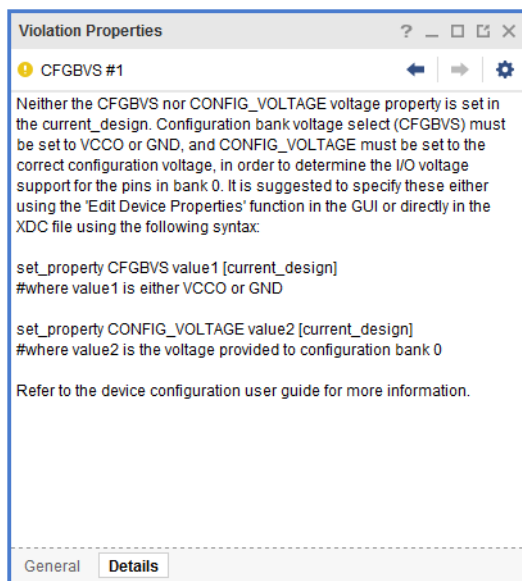 Violation Properties
CFGBVS #1
Neither the CFGBVS nor CONFIG_VOLTAGE voltage property is set in
the current_design. Configuration bank voltage select (CFGBVS) must
be set to VCCO or GND, and CONFIG_VOLTAGE must be set to the
correct configuration voltage, in order to determine the I/O voltage
support for the pins in bank 0. It is suggested to specify these either
using the 'Edit Device Properties' function in the GUI or directly in the
XDC file using the following syntax:
set_property CFGBVS value1 [current_design]
#where value1 is either VCCO or GND
set_property CONFIG_VOLTAGE value2 [current_design]
#where value2 is the voltage provided to configuration bank 0
Refer to the device configuration user guide for more information.
General Details